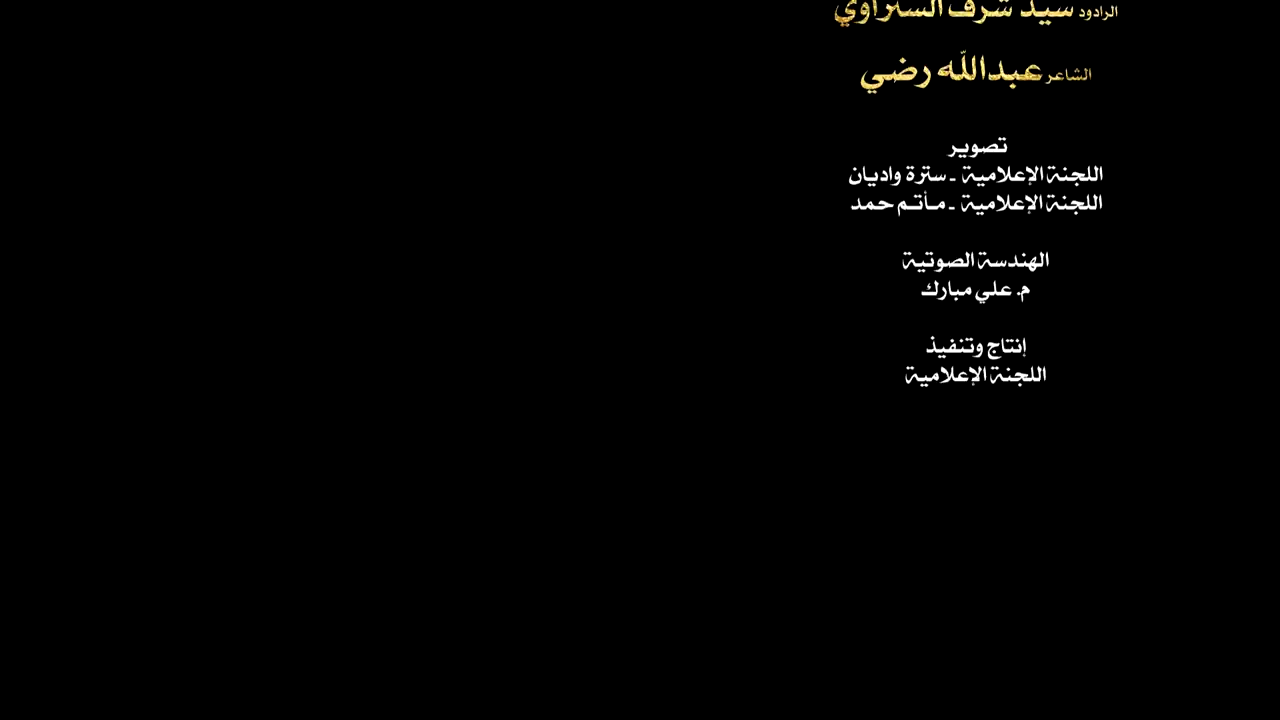 الرادود سيد شرف الستراوي
الشاعر عبدالله رضي
تصوير
اللجنة الإعلامية - سترة واديان
اللجنة الإعلامية - مأتم حمد
الهندسة الصوتية
م. علي مبارك
إنتاج وتنفيذ
اللجنة الإعلامية